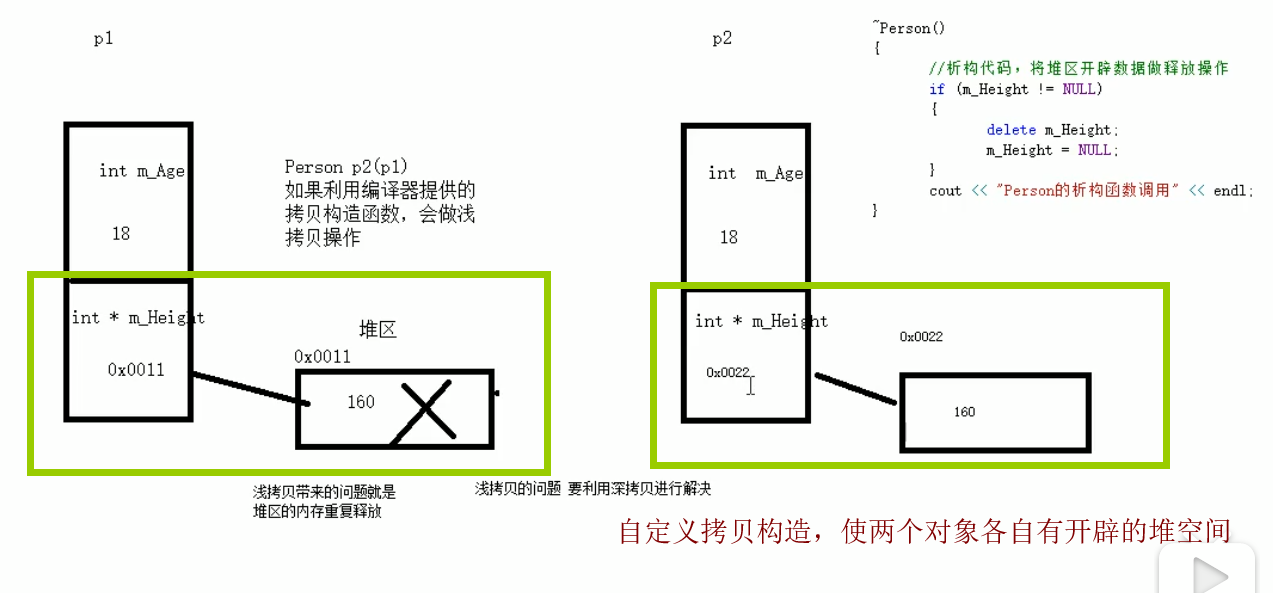 p1
int m_Age
18
int * m_Height
0x0011
Person p2(p1)
如果利用编译器提供的
拷贝构造函数，会做浅
拷贝操作
堆区
0x0011
160
浅拷贝带来的问题就是
堆区的内存重复释放
浅拷贝的问题 要利用深拷贝进行解决
p2
int m_Age
18
int * m_Height
0x0022
0x0022
160
~Person()
{
//析构代码，将堆区开辟数据做释放操作
if (m_Height != NULL)
{
delete m_Height;
m_Height = NULL;
}
cout << "Person的析构函数调用" << endl;
}
自定义拷贝构造，使两个对象各自有开辟的堆空间